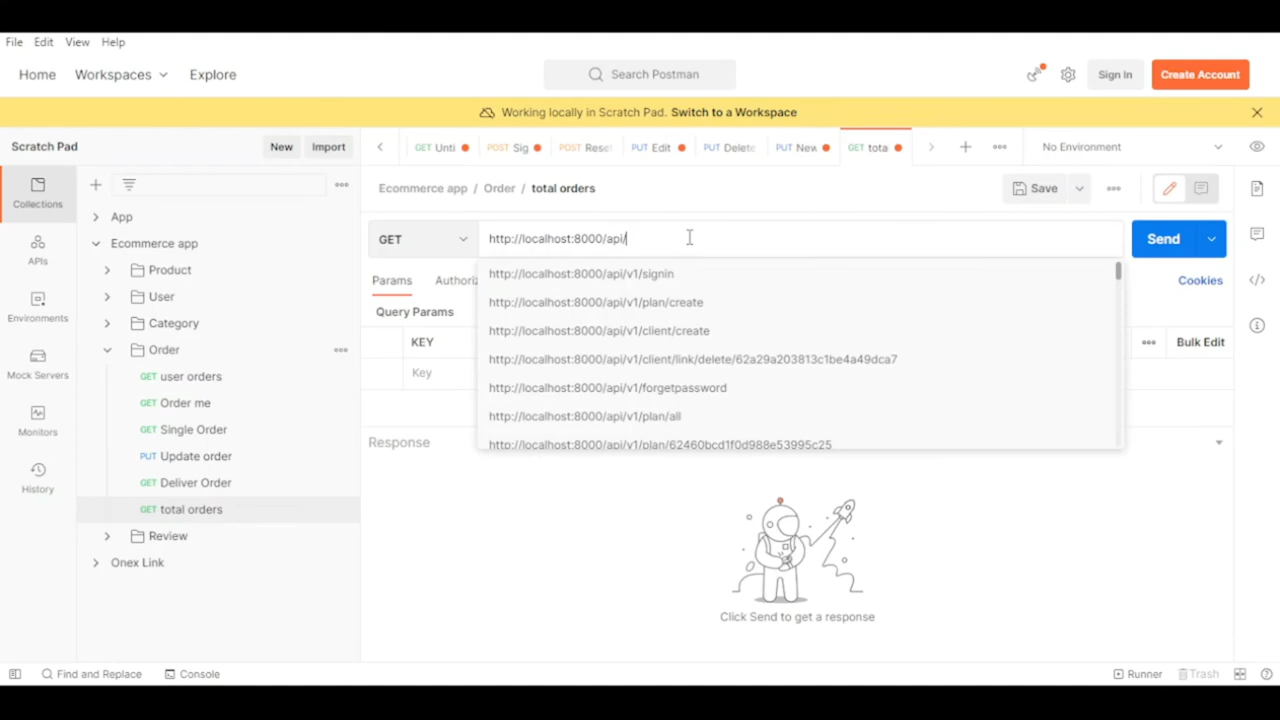 File Edit View Help
Home Workspaces Explore Search Postman Sign In Create Account
Working locally in Scratch Pad. Switch to a Workspace
Scratch Pad New Import GET Unti POST Sig POST Rese PUT Edit PUT Delete PUT New GET tota No Environment
Collections
APIs
Environments
Mock Servers
Monitors
History
App
Ecommerce app
Product
User
Category
Order
GET user orders
GET Order me
GET Single Order
PUT Update order
GET Deliver Order
GET total orders
Review
Onex Link
Ecommerce app / Order / total orders Save
GET http://localhost:8000/api/ Send
http://localhost:8000/api/v1/signin
http://localhost:8000/api/v1/plan/create
http://localhost:8000/api/v1/client/create
http://localhost:8000/api/v1/client/link/delete/62a29a203813c1be4a49dca7
http://localhost:8000/api/v1/forgetpassword
http://localhost:8000/api/v1/plan/all
http://localhost:8000/api/v1/plan/62460bcd1f0d988e53995c25
Params Authoriz Cookies
Query Params
KEY Bulk Edit
Key
Response
Click Send to get a response
Find and Replace Console Runner Trash